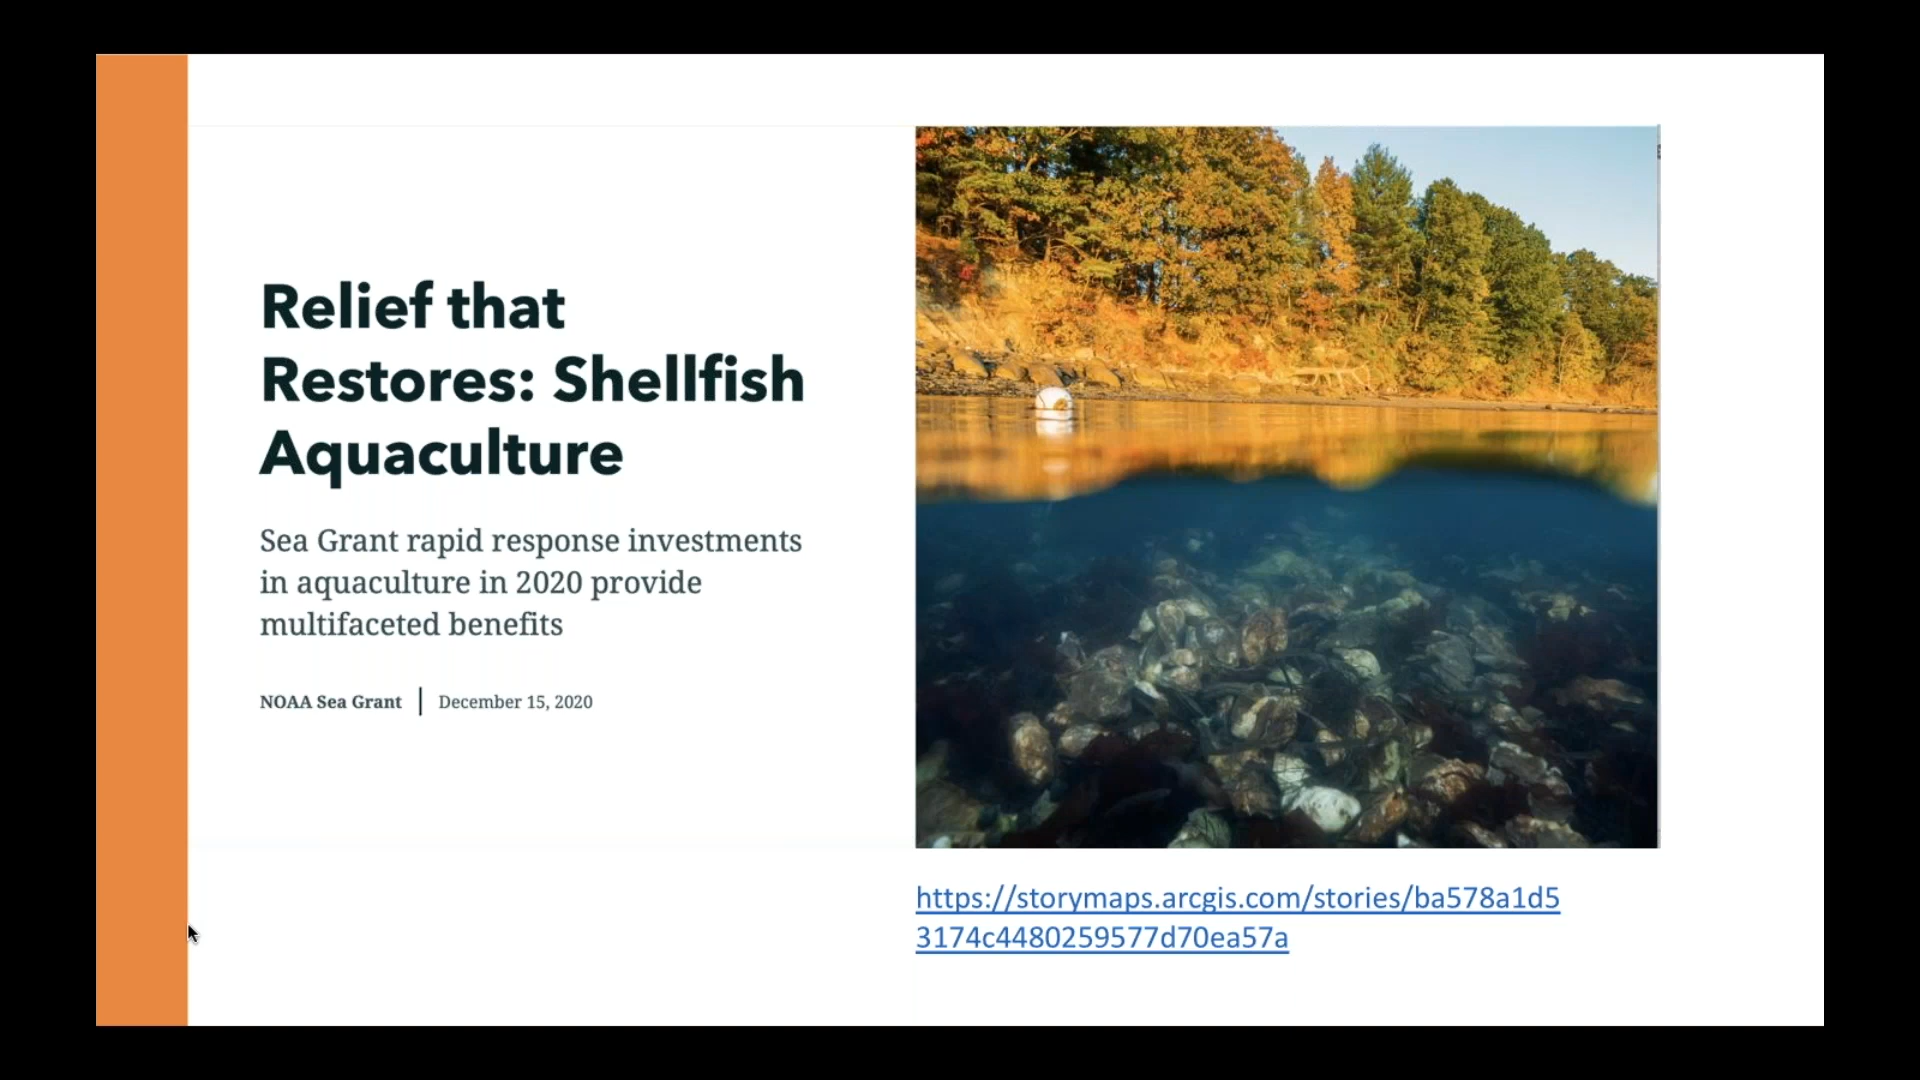 Relief that
Restores: Shellfish
Aquaculture
Sea Grant rapid response investments
in aquaculture in 2020 provide
multifaceted benefits
NOAA Sea Grant | December 15, 2020
https://storymaps.arcgis.com/stories/ba578a1d5
3174c4480259577d70ea57a